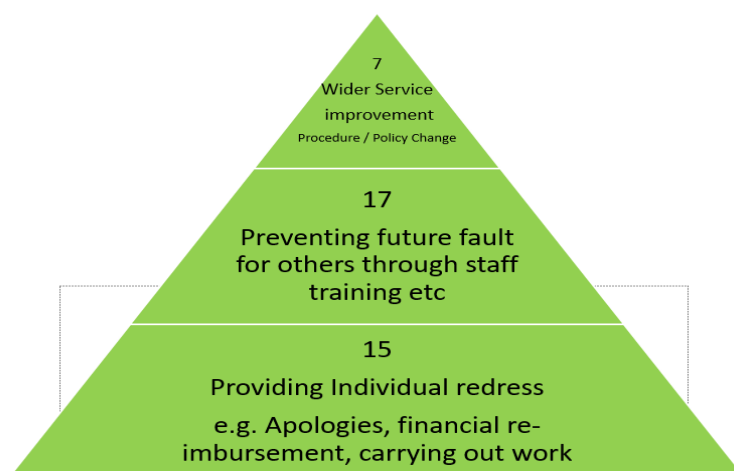 7
Wider Service
improvement
Procedure / Policy Change
17
Preventing future fault
for others through staff
training etc
15
Providing Individual redress
e.g. Apologies, financial re-
imbursement, carrying out work